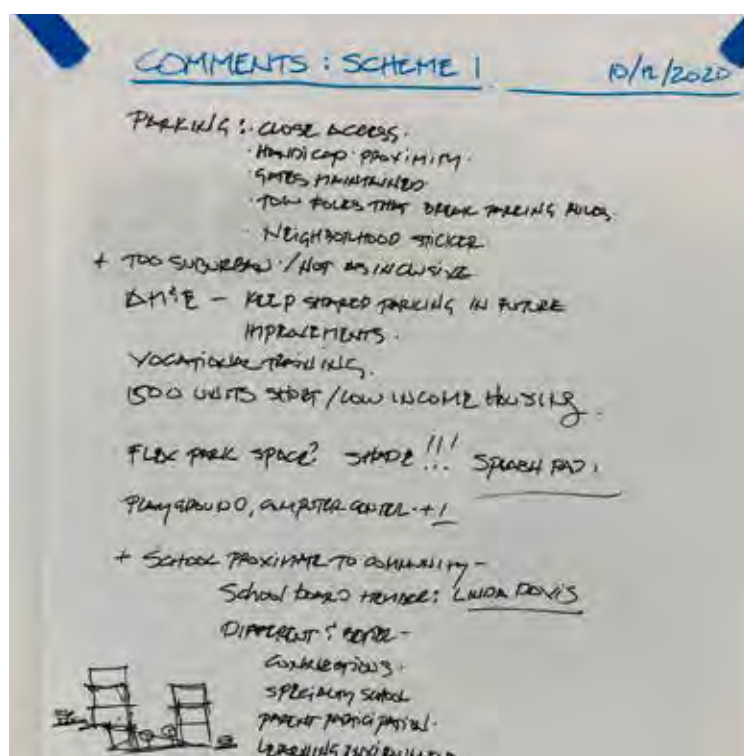 COMMENTS : SCHEME 1 10/12/2020
PARKING : · CLOSE ACCESS.
· HANDICAP PROXIMITY.
· GATES MAINTAINED
· TOW FOLKS THAT BREAK PARKING RULES.
· NEIGHBORHOOD STICKER
+ TOO SUBURBAN / NOT AS INCLUSIVE
- KEEP SHARED PARKING IN FUTURE
IMPROVEMENTS.
VOCATIONAL TRAINING.
1500 UNITS SHORT / LOW INCOME HOUSING.
FLEX PARK SPACE? SHADE !!! SPLASH PAD !
PLAYGROUND, COMPUTER CENTER · + 1
+ SCHOOL PROXIMATE TO COMMUNITY -
School board MEMBER: LINDA DAVIS
DIFFERENT : BETTER -
CONNECTIONS.
SPECIALTY SCHOOL
PARENT PARTICIPATION.
LEARNING